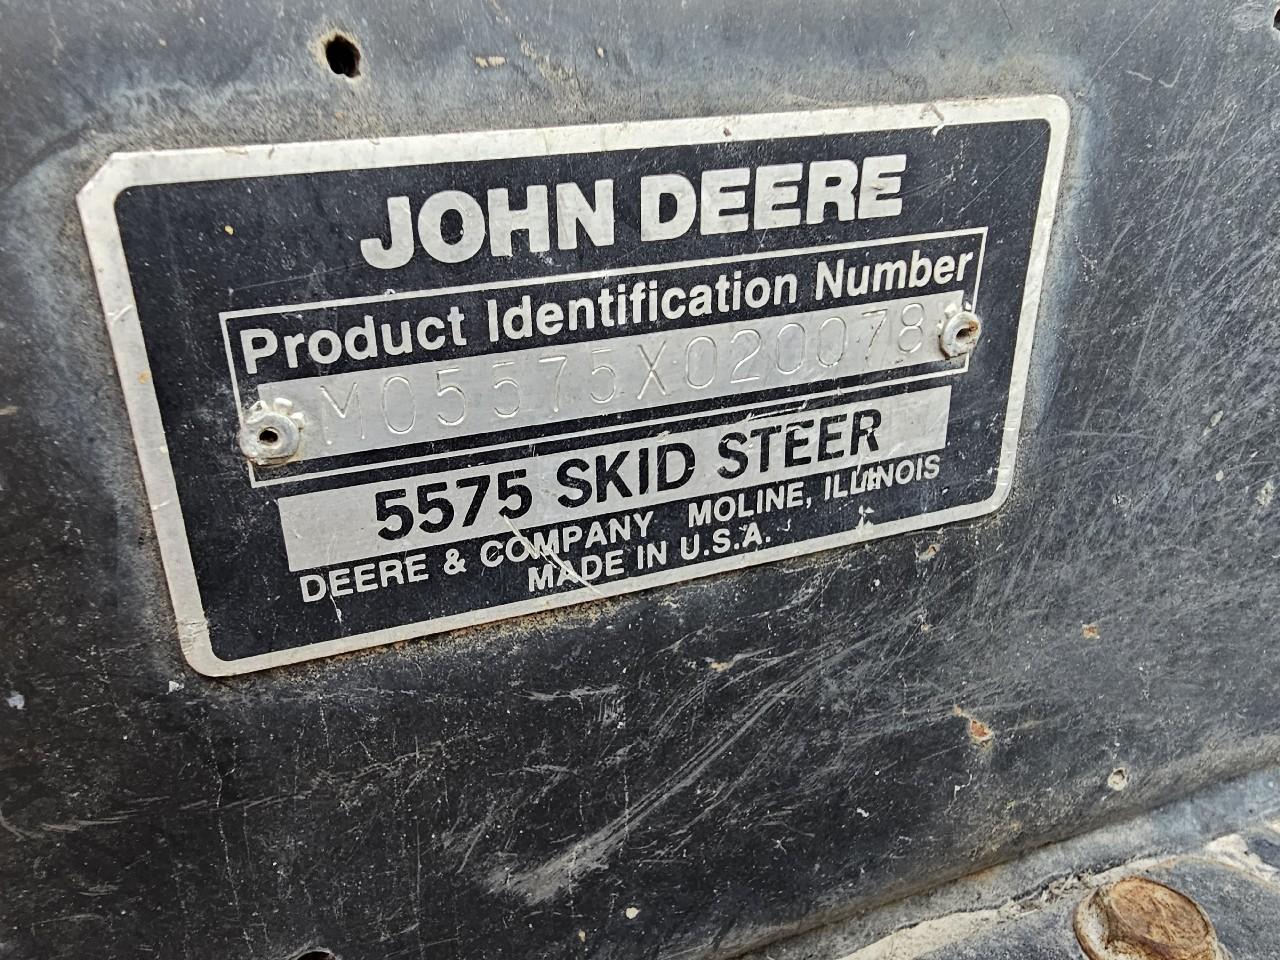 JOHN DEERE
Product Identification Number
M05575X020078
5575 SKID STEER
DEERE & COMPANY MOLINE, ILLINOIS
MADE IN U.S.A.